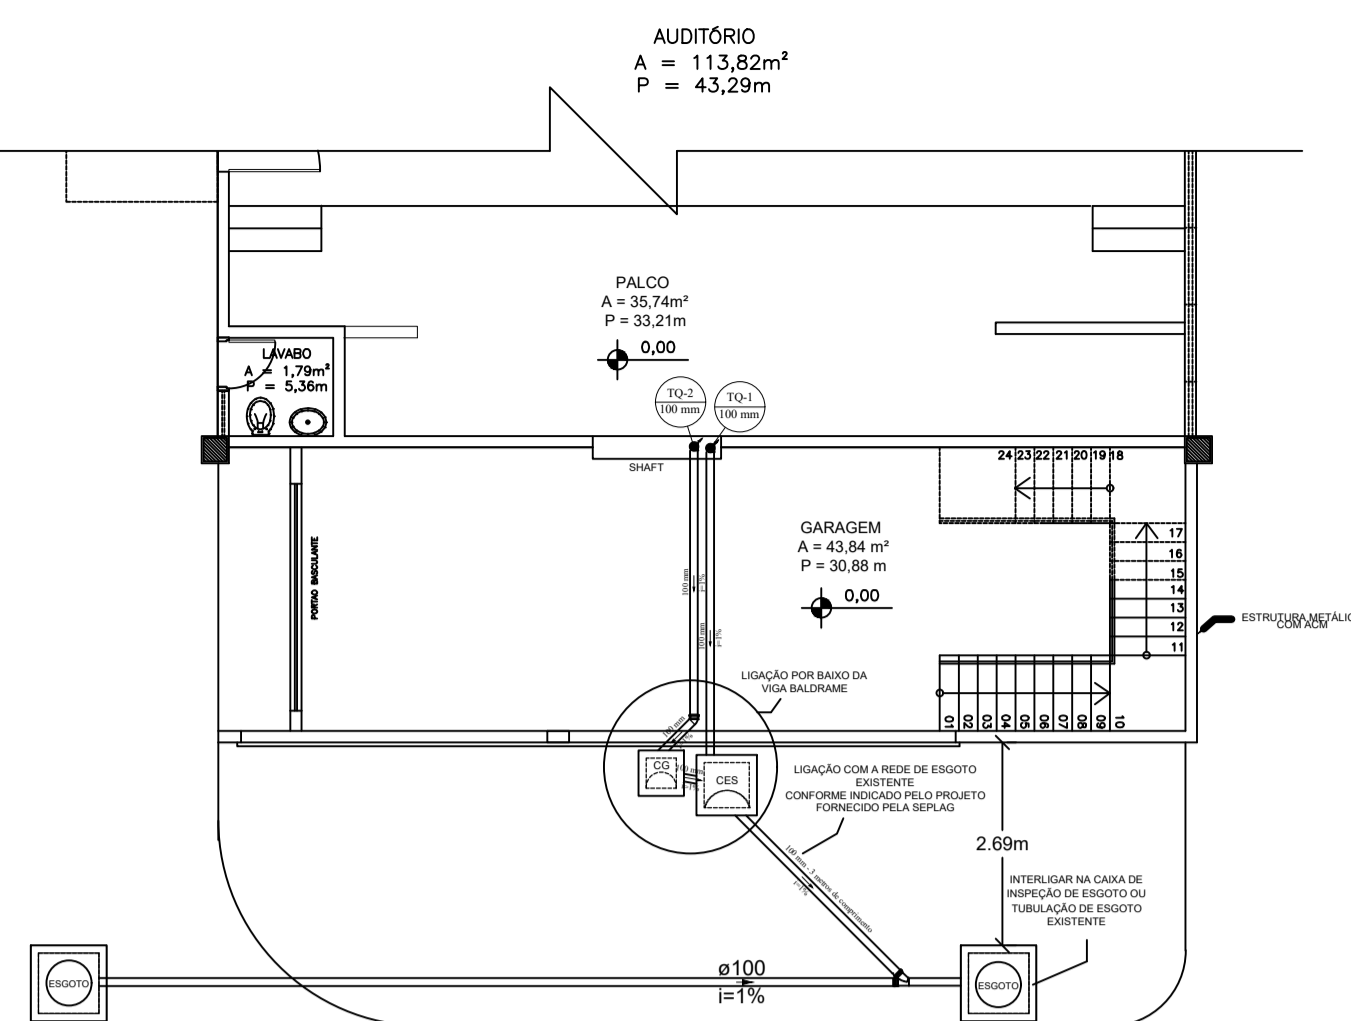 AUDITÓRIO
A = 113,82m²
P = 43,29m
PALCO
A = 35,74m²
P = 33,21m
0,00
LAVABO
A = 1,79m²
P = 5,36m
TQ-2
100 mm
TQ-1
100 mm
SHAFT
24 23 22 21 20 19 18
17
16
15
14
13
12
11
GARAGEM
A = 43,84 m²
P = 30,88 m
0,00
PORTAO BASCULANTE
100 mm
i=1%
100 mm
i=1%
ESTRUTURA METÁLIC
COM ACM
LIGAÇÃO POR BAIXO DA
VIGA BALDRAME
01 02 03 04 05 06 07 08 09 10
100 mm
i=1%
CG
100 mm
i=1%
CES
LIGAÇÃO COM A REDE DE ESGOTO
EXISTENTE
CONFORME INDICADO PELO PROJETO
FORNECIDO PELA SEPLAG
2.69m
100 mm - 3 metros de comprimento
i=1%
INTERLIGAR NA CAIXA DE
INSPEÇÃO DE ESGOTO OU
TUBULAÇÃO DE ESGOTO
EXISTENTE
ESGOTO
ø100
i=1%
ESGOTO